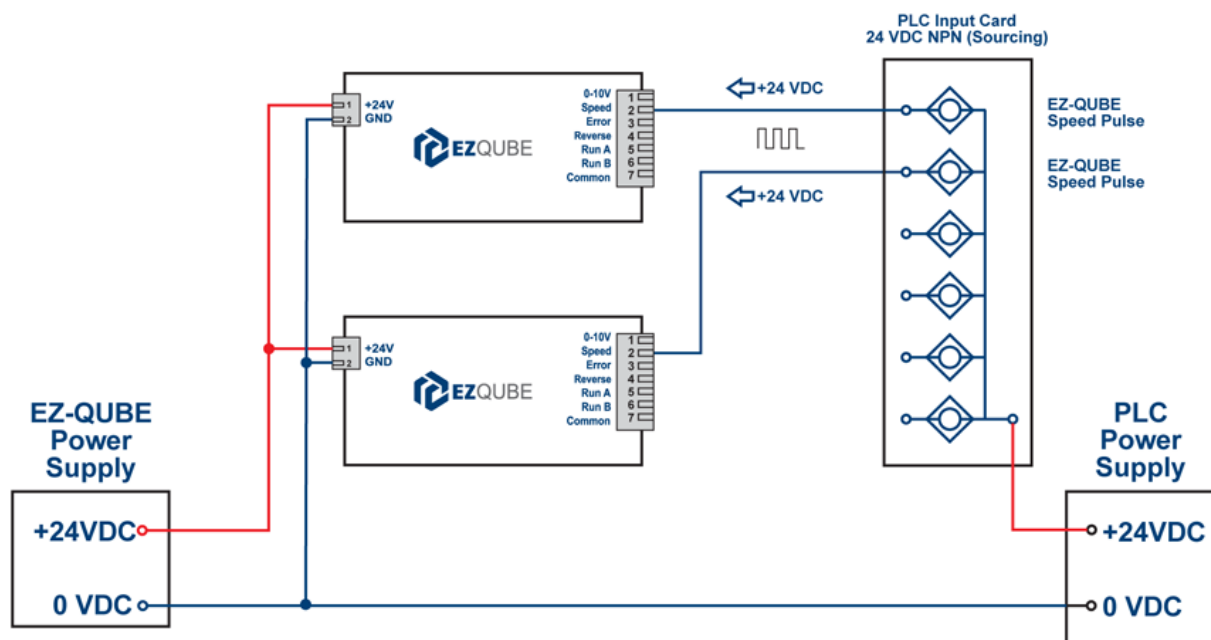 PLC Input Card
24 VDC NPN (Sourcing)
+24V
GND
1
2
EZQUBE
0-10V
Speed
Error
Reverse
Run A
Run B
Common
1
2
3
4
5
6
7
+24 VDC
+24 VDC
EZ-QUBE
Speed Pulse
EZ-QUBE
Speed Pulse
+24V
GND
1
2
EZQUBE
0-10V
Speed
Error
Reverse
Run A
Run B
Common
1
2
3
4
5
6
7
EZ-QUBE
Power
Supply
+24VDC
0 VDC
PLC
Power
Supply
+24VDC
0 VDC